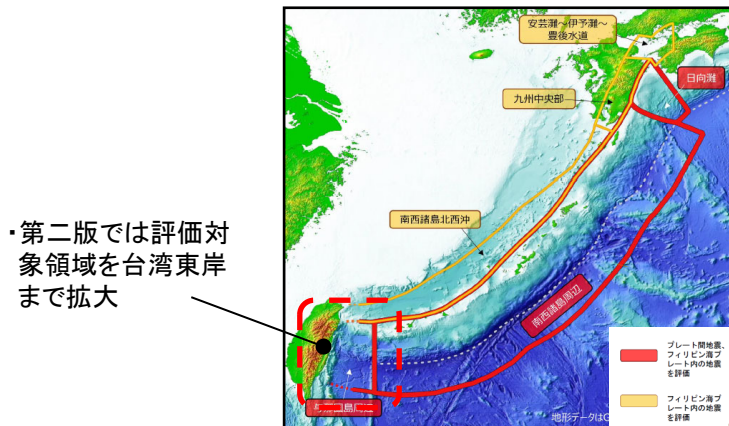 ・第二版では評価対
象領域を台湾東岸
まで拡大
安芸灘~伊予灘~
豊後水道
日向灘
九州中央部
南西諸島北西沖
南西諸島周辺
プレート間地震、
フィリピン海プ
レート内の地震
を評価
フィリピン海プ
レート内の地震
を評価
地形データは